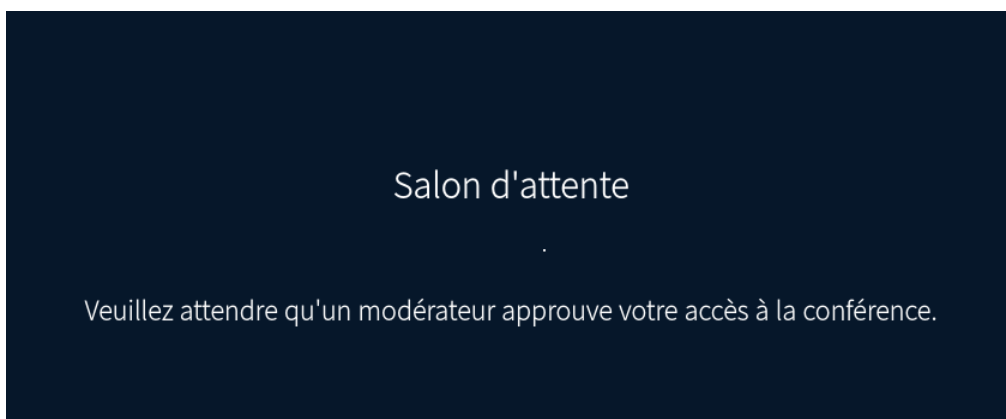 Salon d'attente
.
Veuillez attendre qu'un modérateur approuve votre accès à la conférence.